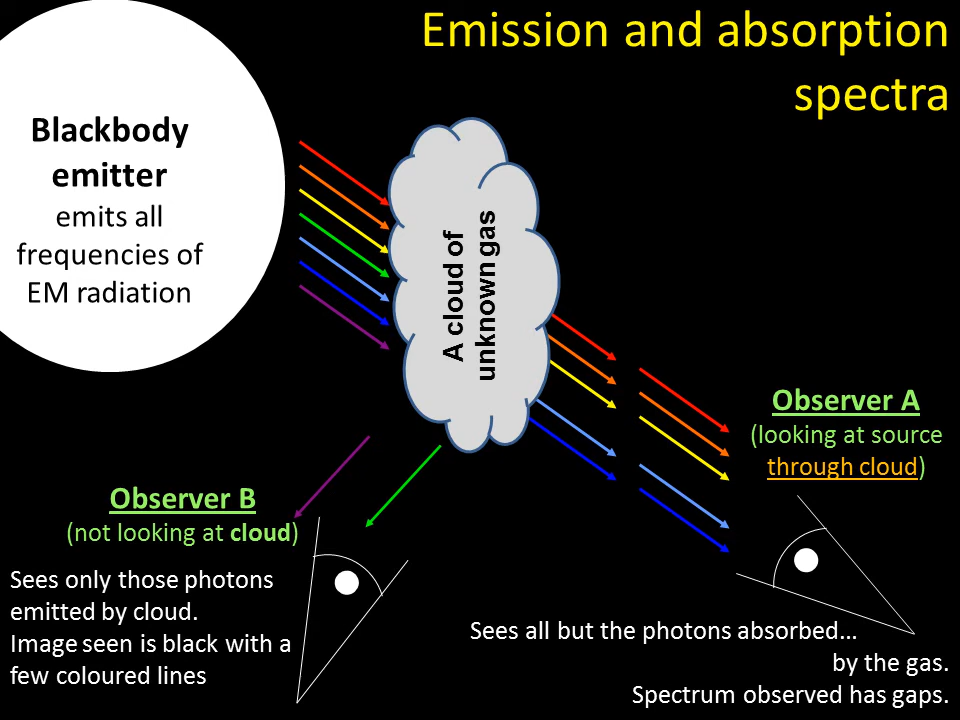 Emission and absorption
spectra
Blackbody
emitter
emits all
frequencies of
EM radiation
A cloud of
unknown gas
Observer A
(looking at source
through cloud)
Observer B
(not looking at cloud)
Sees only those photons
emitted by cloud.
Image seen is black with a
few coloured lines
Sees all but the photons absorbed...
by the gas.
Spectrum observed has gaps.